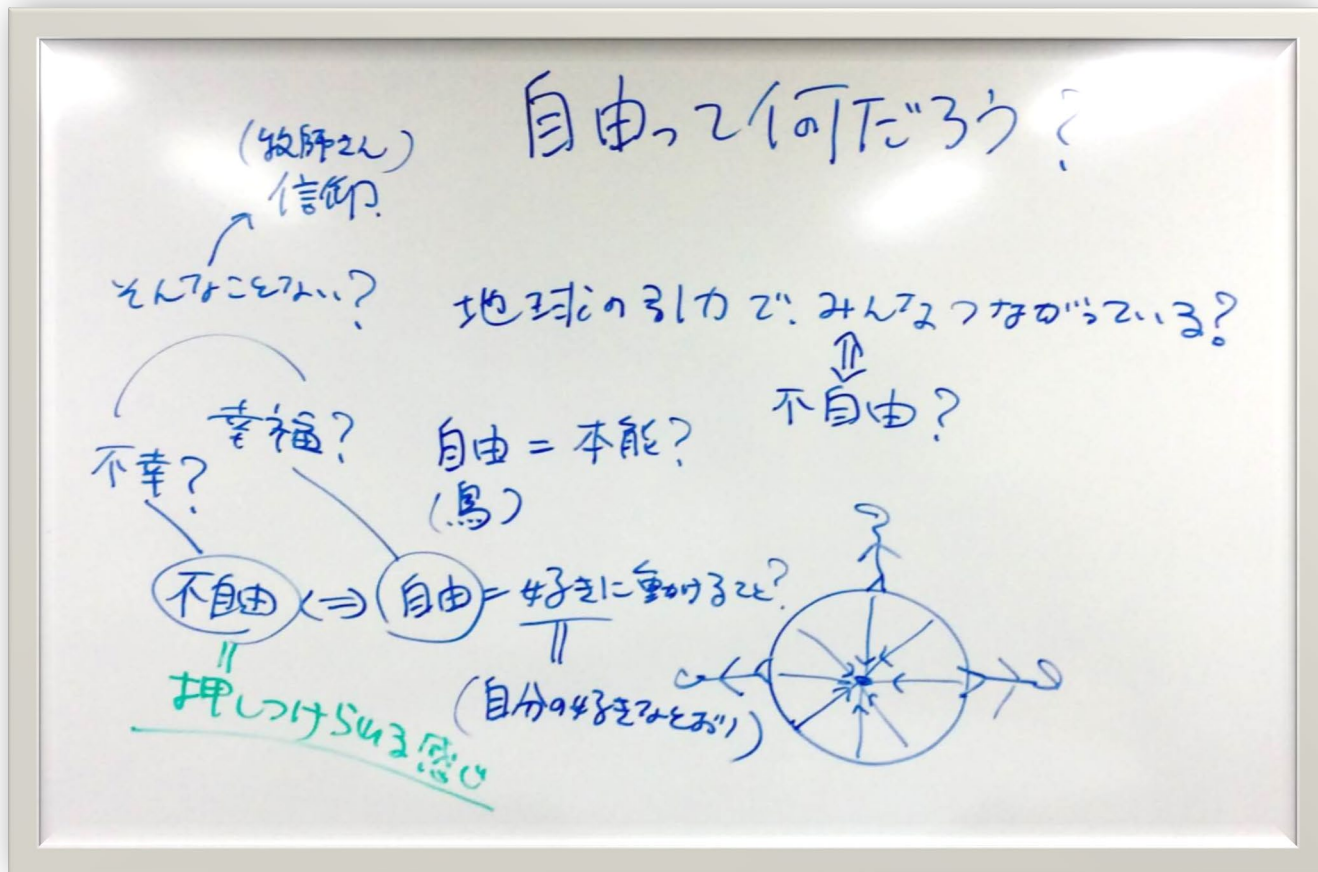 自由って何だろう?
(牧師さん)
信仰
そんなことない?
地球の引力で、みんなつながっている?
不自由?
幸福?
不幸?
自由=本能?
(鳥)
不自由⇔自由=好きに動けること?
押しつけられる感じ
(自分の好きなとおり)